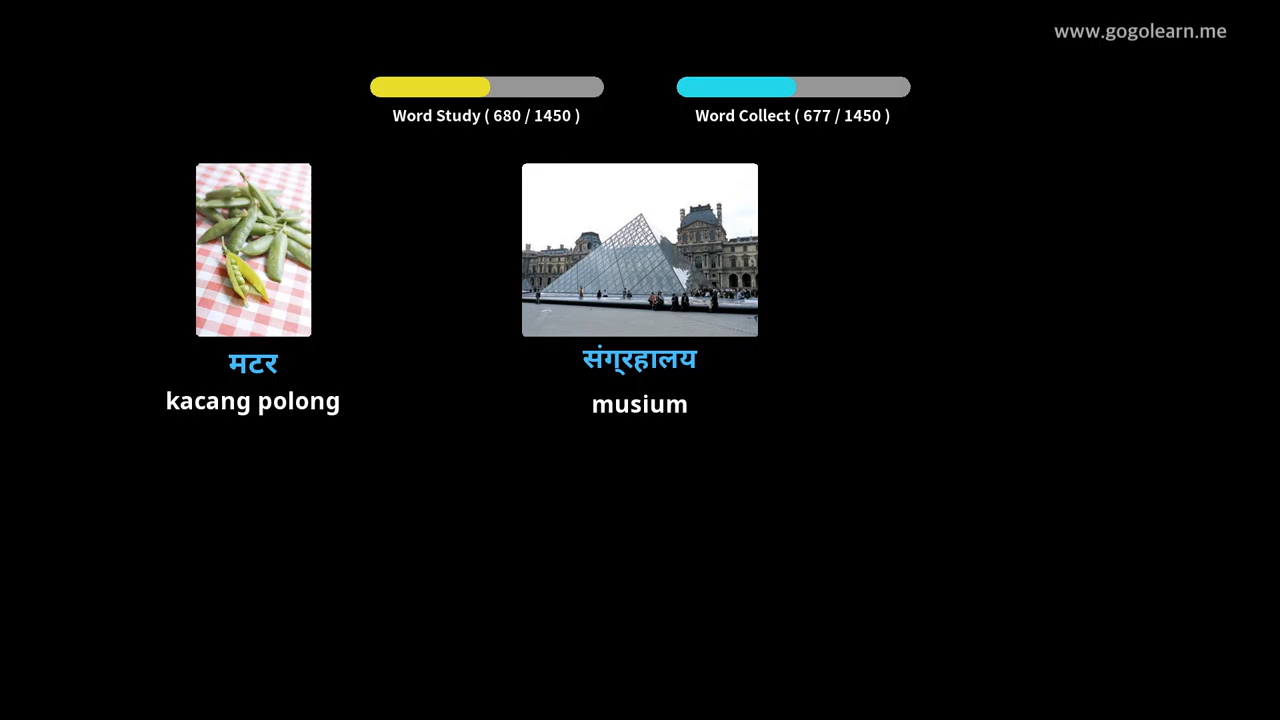 www.gogolearn.me
Word Study ( 680 / 1450 )
Word Collect ( 677 / 1450 )
मटर
kacang polong
संग्रहालय
musium